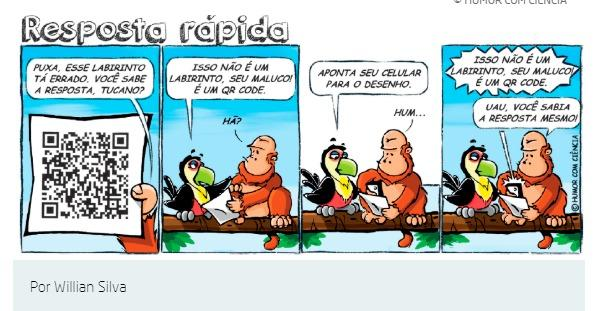 © HUMOR COM CIÊNCIA
Resposta rápida
PUXA, ESSE LABIRINTO
TÁ ERRADO. VOCÊ SABE
A RESPOSTA, TUCANO?
ISSO NÃO É UM
LABIRINTO, SEU MALUCO!
É UM QR CODE.
HÃ?
APONTA SEU CELULAR
PARA O DESENHO.
HUM...
ISSO NÃO É UM
LABIRINTO, SEU MALUCO!
É UM QR CODE.
UAU, VOCÊ SABIA
A RESPOSTA MESMO!
© HUMOR COM CIÊNCIA
Por Willian Silva